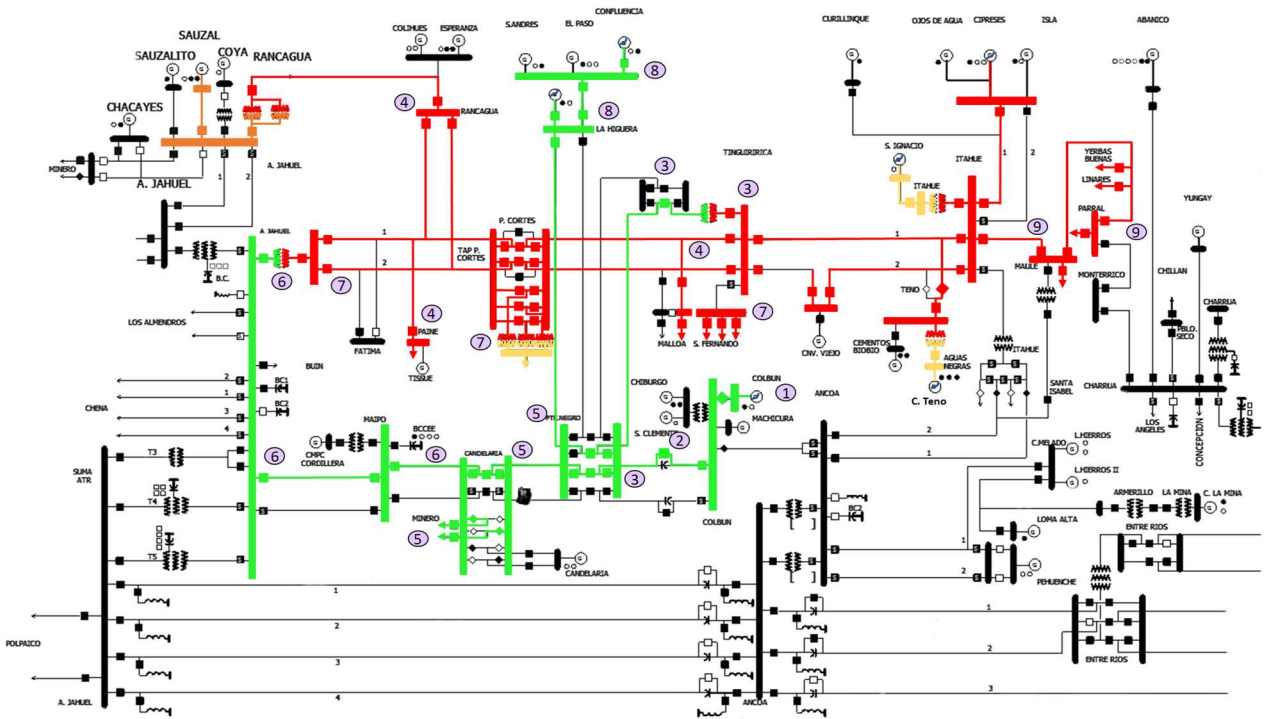 CONFLUENCIA
COLIHUES
ESPERANZA
S.ANDRES
EL PASO
CURILLINQUE
OJOS DE AGUA
CIPRESES
ISLA
ABANICO
SAUZAL
SAUZALITO
COYA
RANCAGUA
8
CHACAYES
4
RANCAGUA
8
LA HIGUERA
A. JAHUEL
MINERO
1
2
A. JAHUEL
TINGUIRIRICA
3
3
S. IGNACIO
ITAHUE
ITAHUE
1
2
YERBAS
BUENAS
LINARES
PARRAL
YUNGAY
P. CORTES
A. JAHUEL
1
TAP P.
CORTES
2
4
1
2
9
9
MAULE
MONTERRICO
CHILLAN
B.C.
6
7
TENO
CHARRUA
LOS ALMENDROS
4
PAINE
7
7
FATIMA
TISSUE
MALLOA
S. FERNANDO
CNV. VIEJO
CEMENTOS
BIOBIO
AGUAS
NEGRAS
ITAHUE
PBLO.
SECO
BUIN
BC1
BC2
2
1
3
4
CHENA
C. Teno
SANTA
ISABEL
CHARRUA
COLBUN
1
CHIBURGO
MACHICURA
ANCOA
LOS
ANGELES
CONCEPCION
5
PTE.NEGRO
S. CLEMENTE
2
MAIPO
BCCEE
6
6
CMPC
CORDILLERA
CANDELARIA
5
3
2
1
C.MELADO
L.HIERROS
L.HIERROS II
SUMA
ATR
T3
T4
T5
COLBUN
BC2
ARMERILLO
LA MINA
C. LA MINA
MINERO
5
CANDELARIA
LOMA ALTA
ENTRE RIOS
1
2
PEHUENCHE
1
2
3
4
1
2
3
POLPAICO
ENTRE RIOS
A. JAHUEL
ANCOA